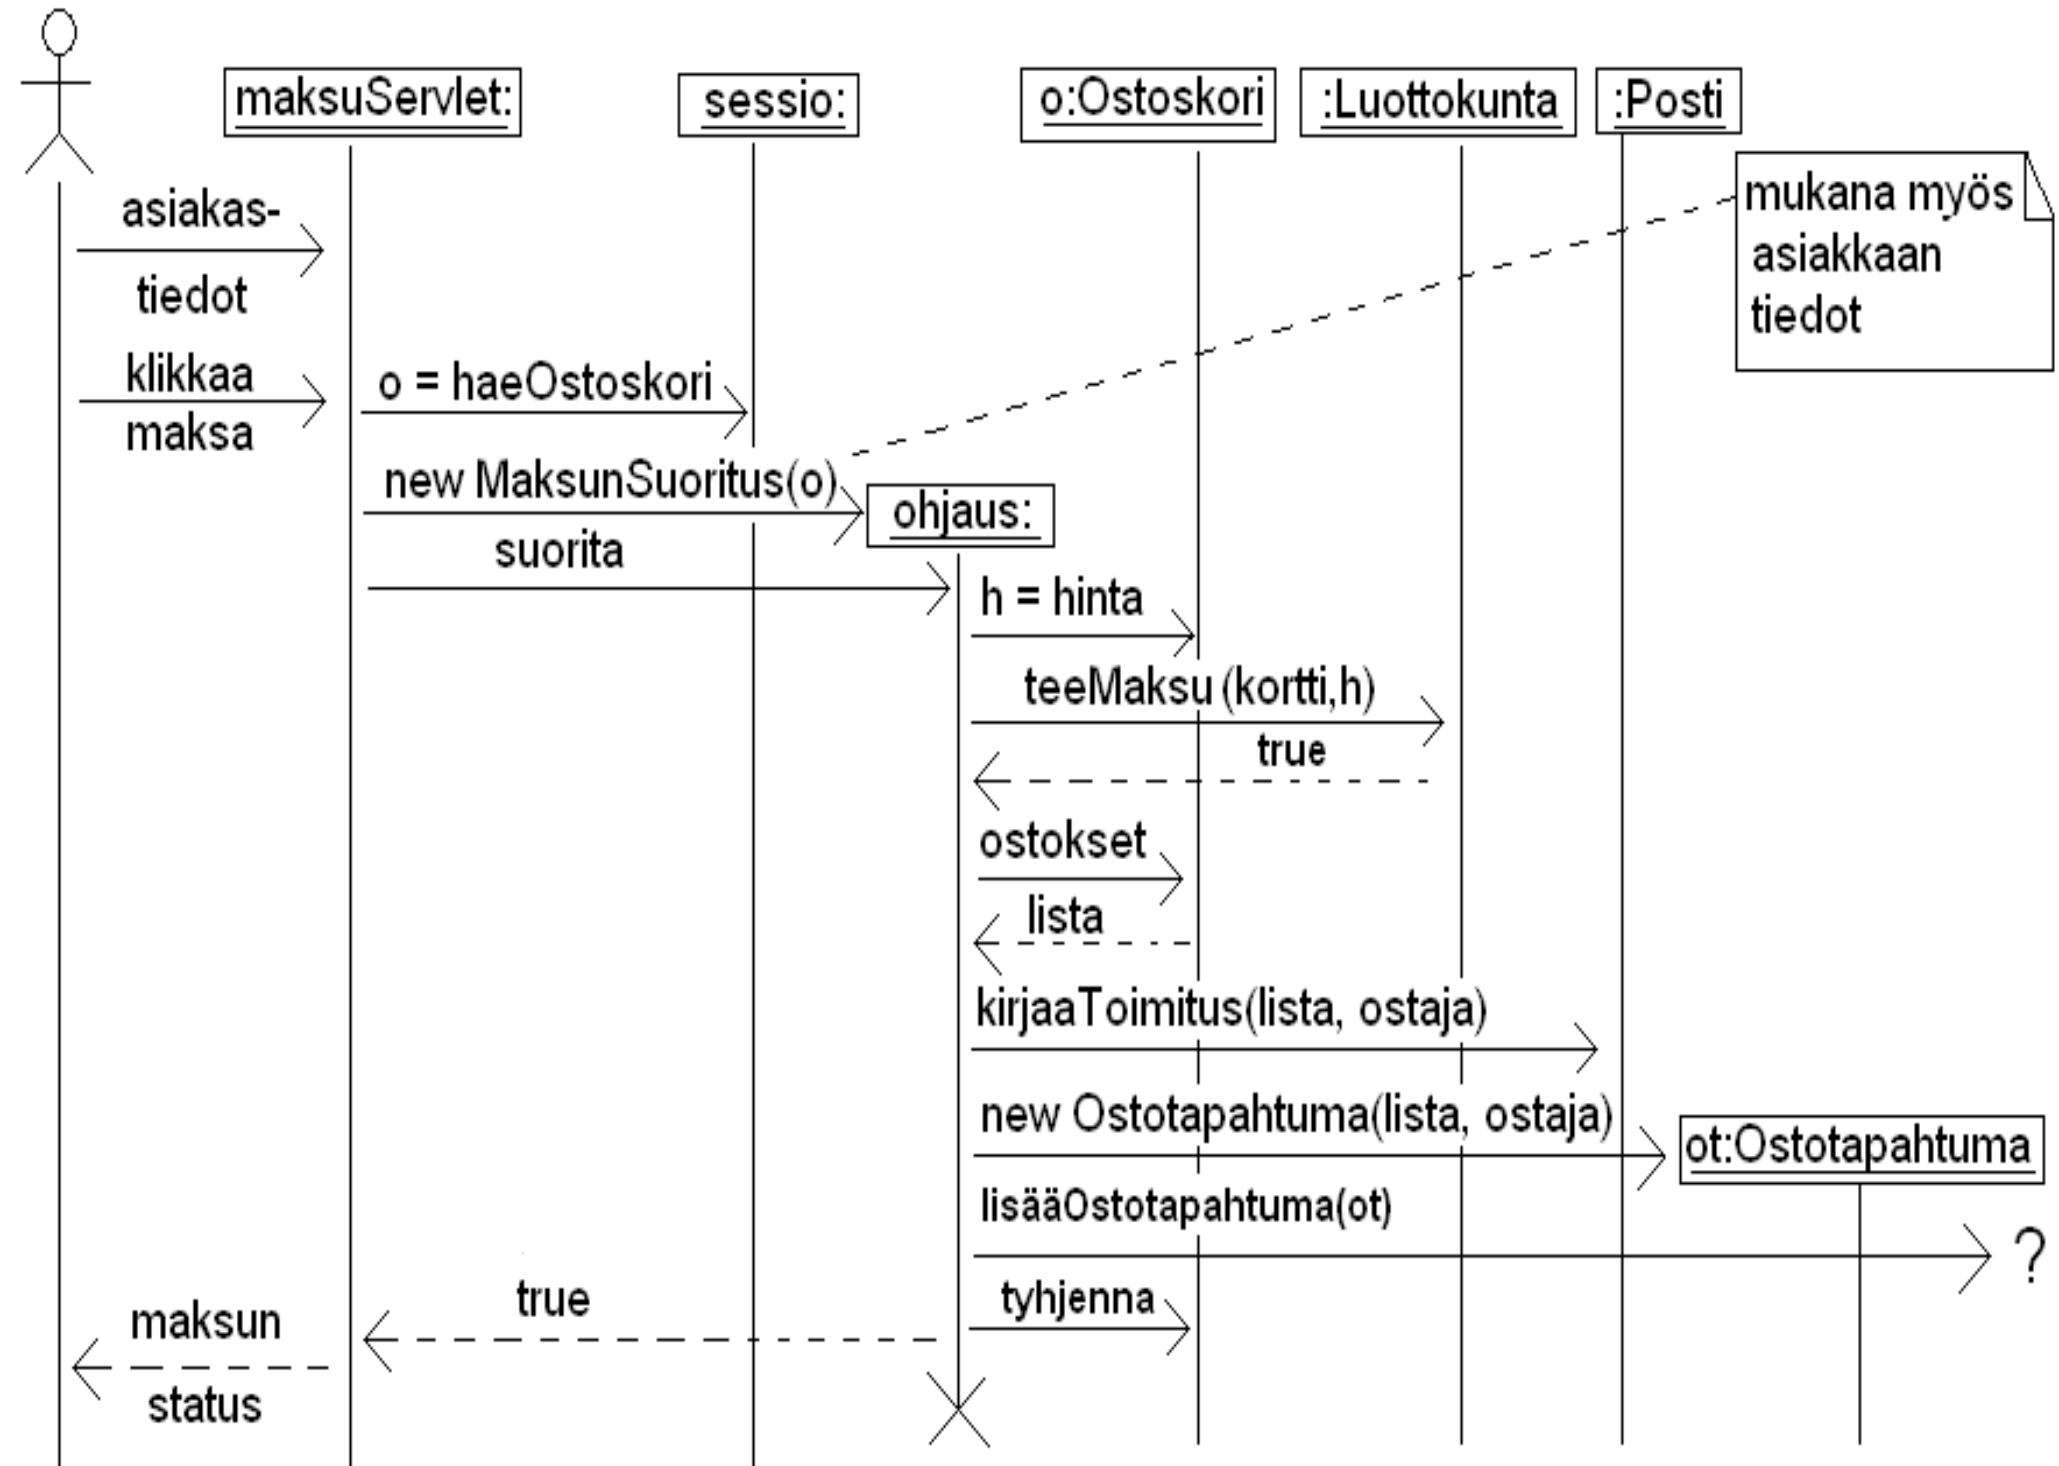 maksuServlet:
sessio:
o:Ostoskori
:Luottokunta
:Posti
mukana myös
asiakkaan
tiedot
asiakas-
tiedot
klikkaa
maksa
o = haeOstoskori
new MaksunSuoritus(o)
ohjaus:
suorita
h = hinta
teeMaksu (kortti,h)
true
ostokset
lista
kirjaaToimitus(lista, ostaja)
new Ostotapahtuma(lista, ostaja)
ot:Ostotapahtuma
lisääOstotapahtuma(ot)
?
tyhjenna
true
maksun
status